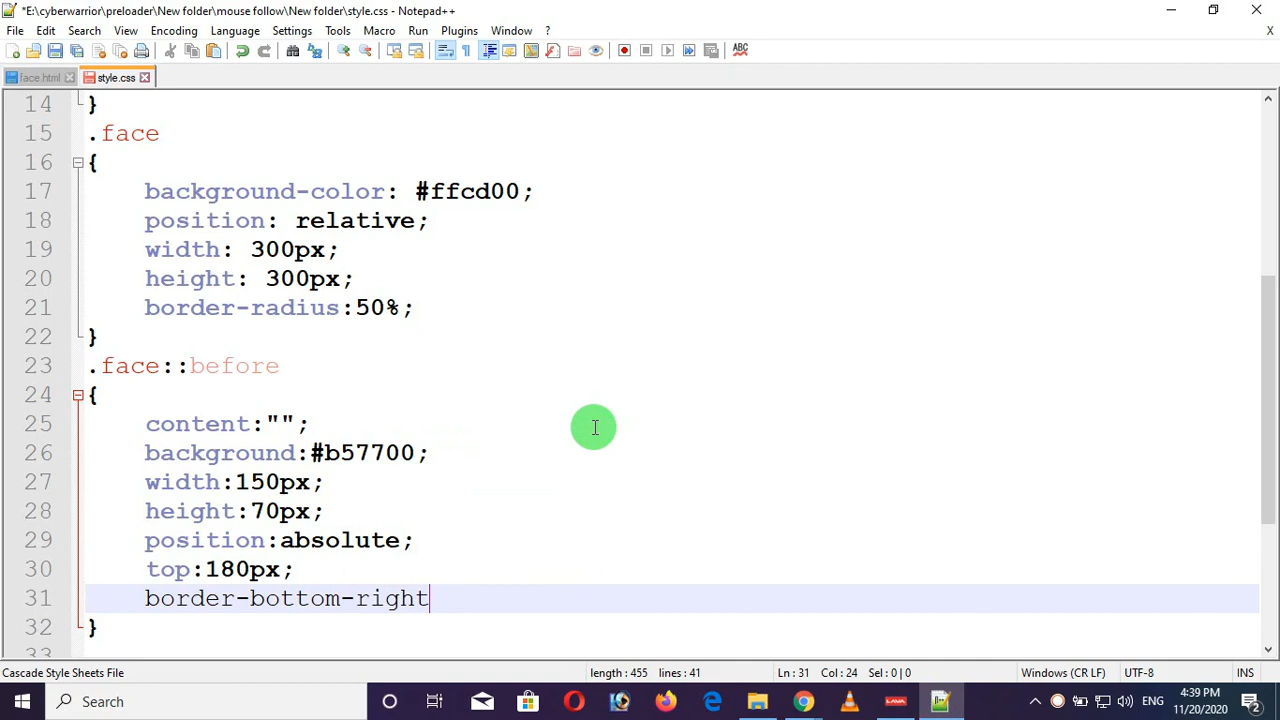 *E:\cyberwarrior\preloader\New folder\mouse follow\New folder\style.css - Notepad++
File Edit Search View Encoding Language Settings Tools Macro Run Plugins Window ? X
ABC
face.html style.css
14 }
15 .face
16 {
17 background-color: #ffcd00;
18 position: relative;
19 width: 300px;
20 height: 300px;
21 border-radius:50%;
22 }
23 .face::before
24 {
25 content:"";
26 background:#b57700;
27 width:150px;
28 height:70px;
29 position:absolute;
30 top:180px;
31 border-bottom-right
32 }
33
Cascade Style Sheets File length : 455 lines : 41 Ln : 31 Col : 24 Sel : 0 | 0 Windows (CR LF) UTF-8 INS
Search LAVA ENG 4:39 PM
11/20/2020 2